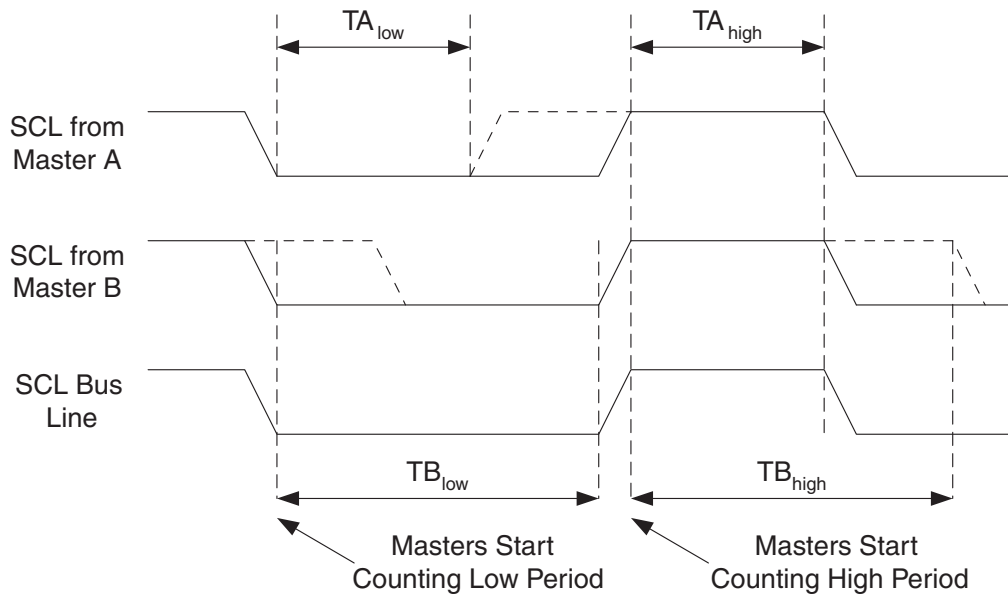 TA low
TA high
SCL from
Master A
SCL from
Master B
SCL Bus
Line
TB low
TB high
Masters Start
Counting Low Period
Masters Start
Counting High Period